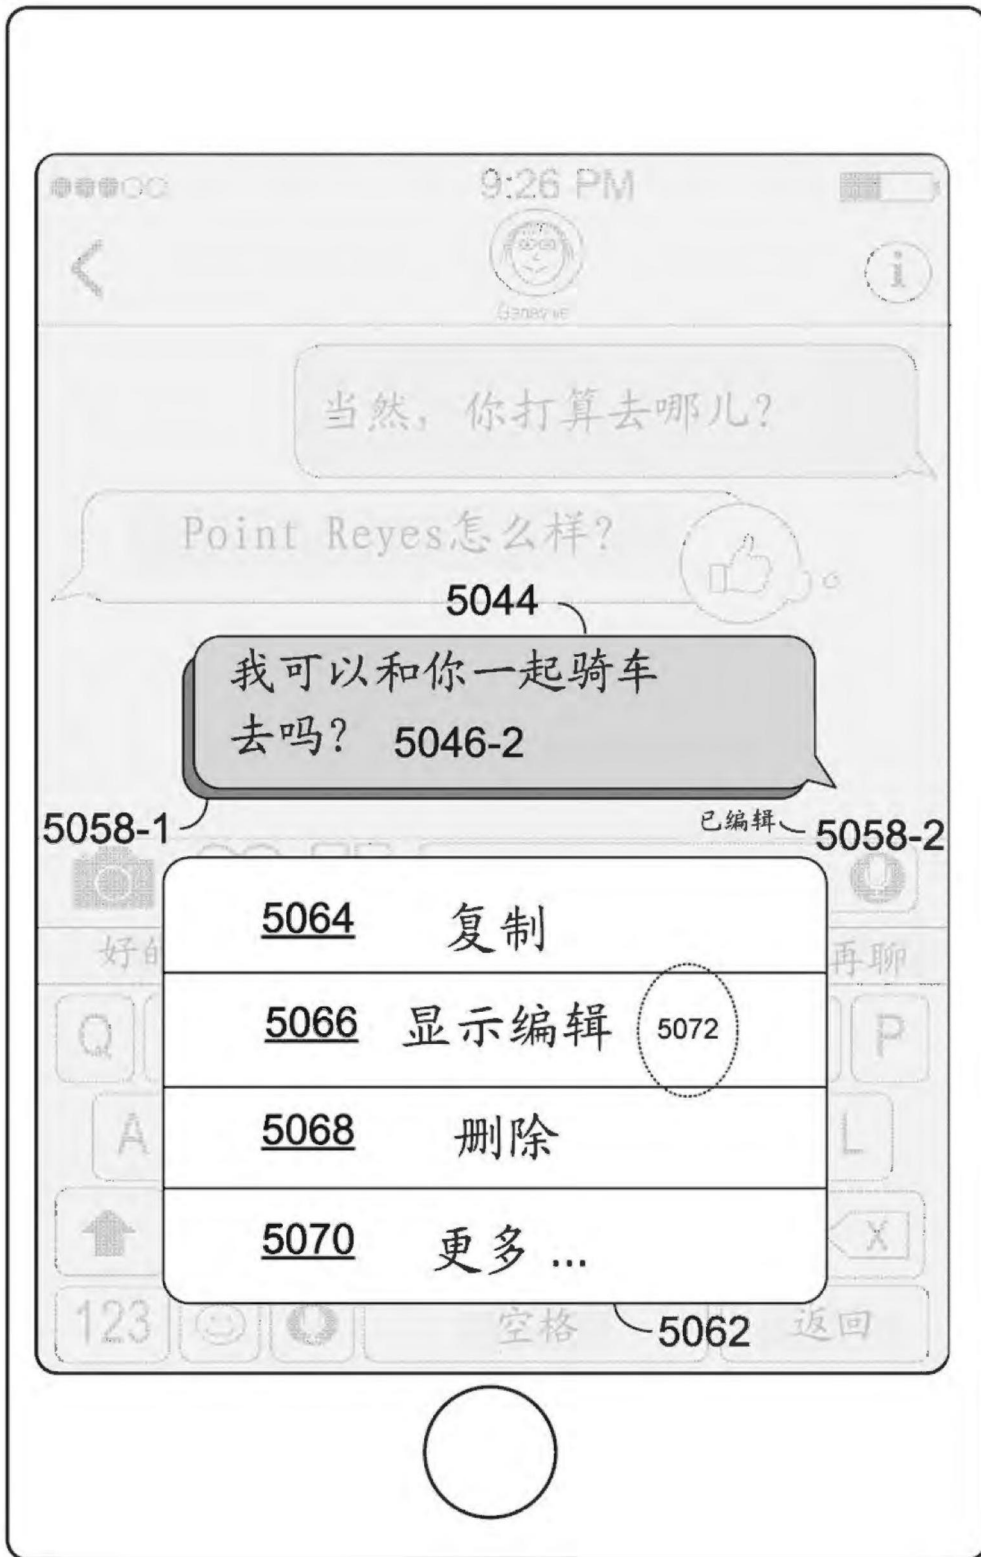 9:26 PM
i
当然，你打算去哪儿？
Point Reyes怎么样？
5044
我可以和你一起骑车
去吗？ 5046-2
5058-1
已编辑 5058-2
5064 复制
好的 再聊
5066 显示编辑 5072
Q P
5068 删除
A L
5070 更多 ...
X
123 空格 返回
5062